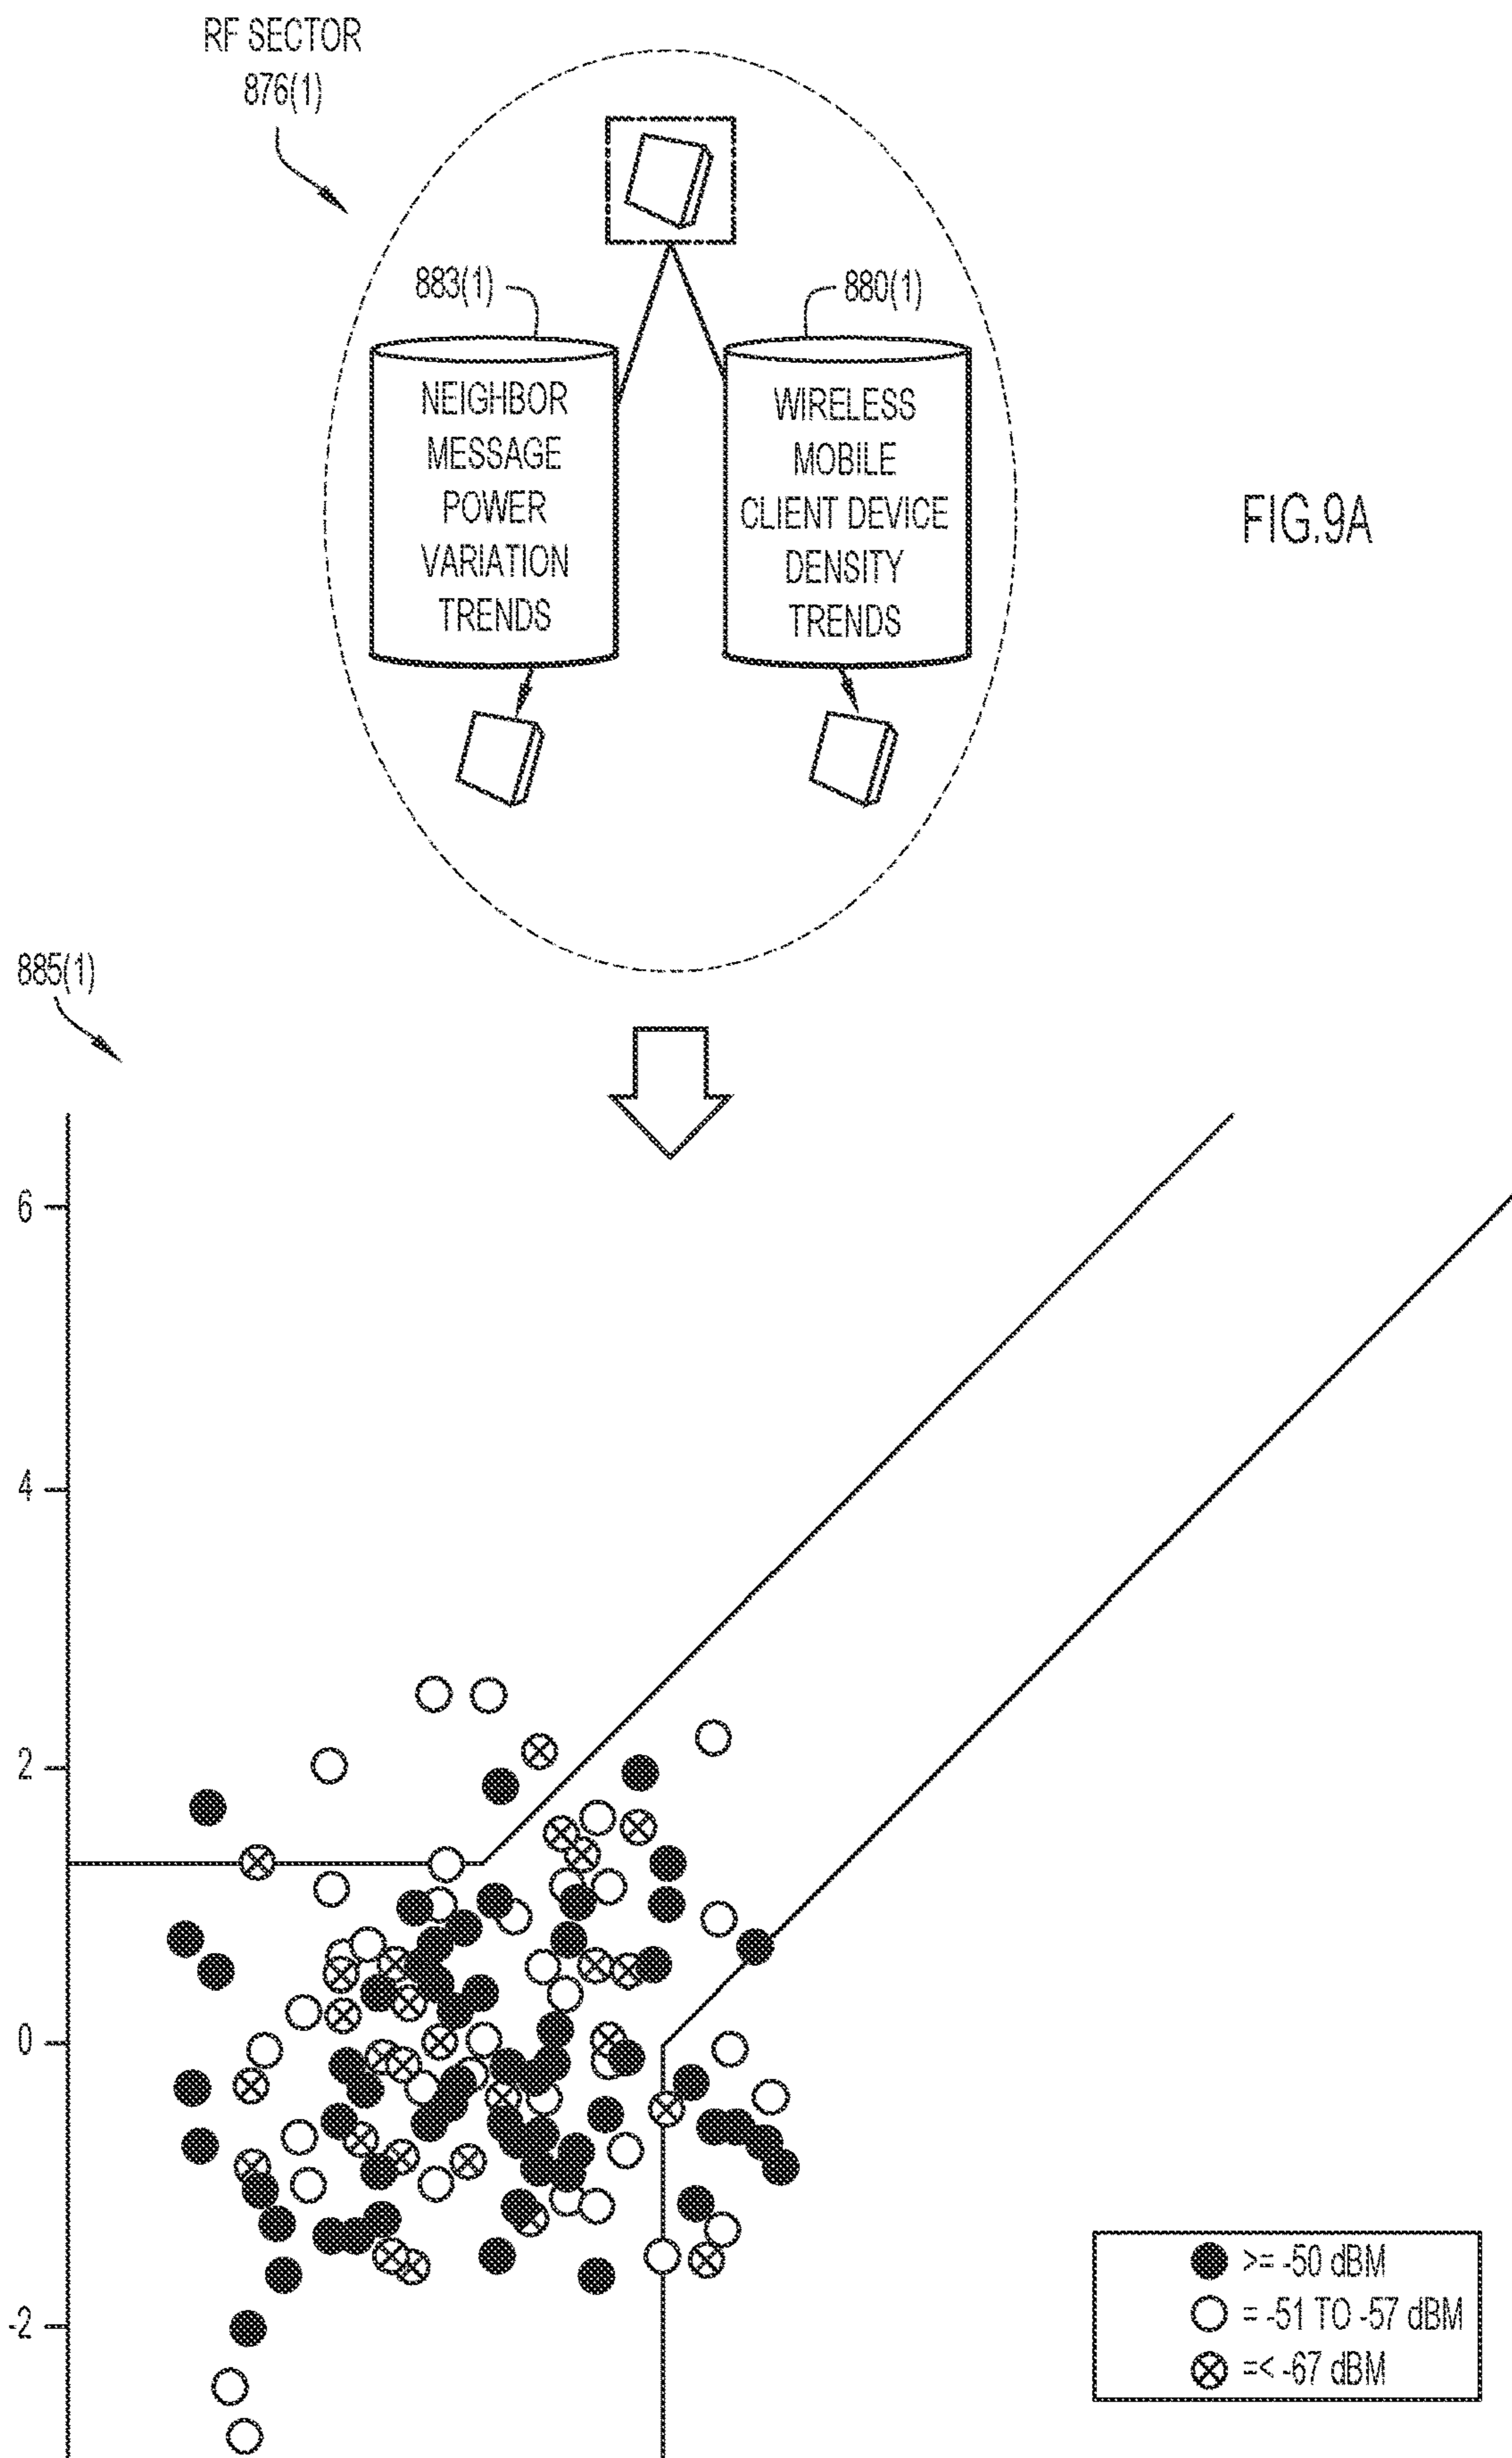 RF SECTOR
876(1)
883(1)
880(1)
NEIGHBOR
MESSAGE
POWER
VARIATION
TRENDS
WIRELESS
MOBILE
CLIENT DEVICE
DENSITY
TRENDS
FIG.9A
885(1)
6
4
2
0
-2
>= -50 dBM
= -51 TO -57 dBM
=< -67 dBM